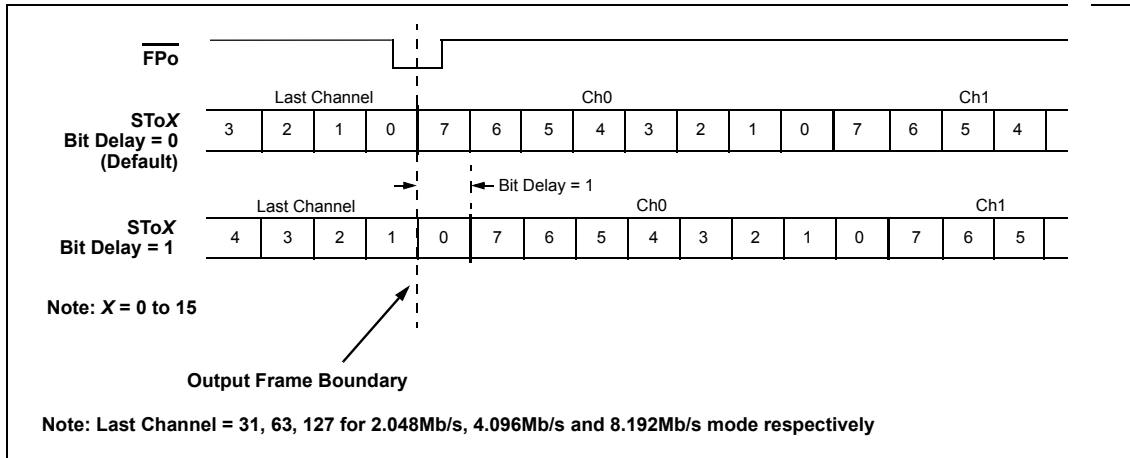 FPo
Last Channel Ch0 Ch1
SToX
Bit Delay = 0
(Default)
3 2 1 0 7 6 5 4 3 2 1 0 7 6 5 4
Bit Delay = 1
Last Channel Ch0 Ch1
SToX
Bit Delay = 1
4 3 2 1 0 7 6 5 4 3 2 1 0 7 6 5
Note: X = 0 to 15
Output Frame Boundary
Note: Last Channel = 31, 63, 127 for 2.048Mb/s, 4.096Mb/s and 8.192Mb/s mode respectively